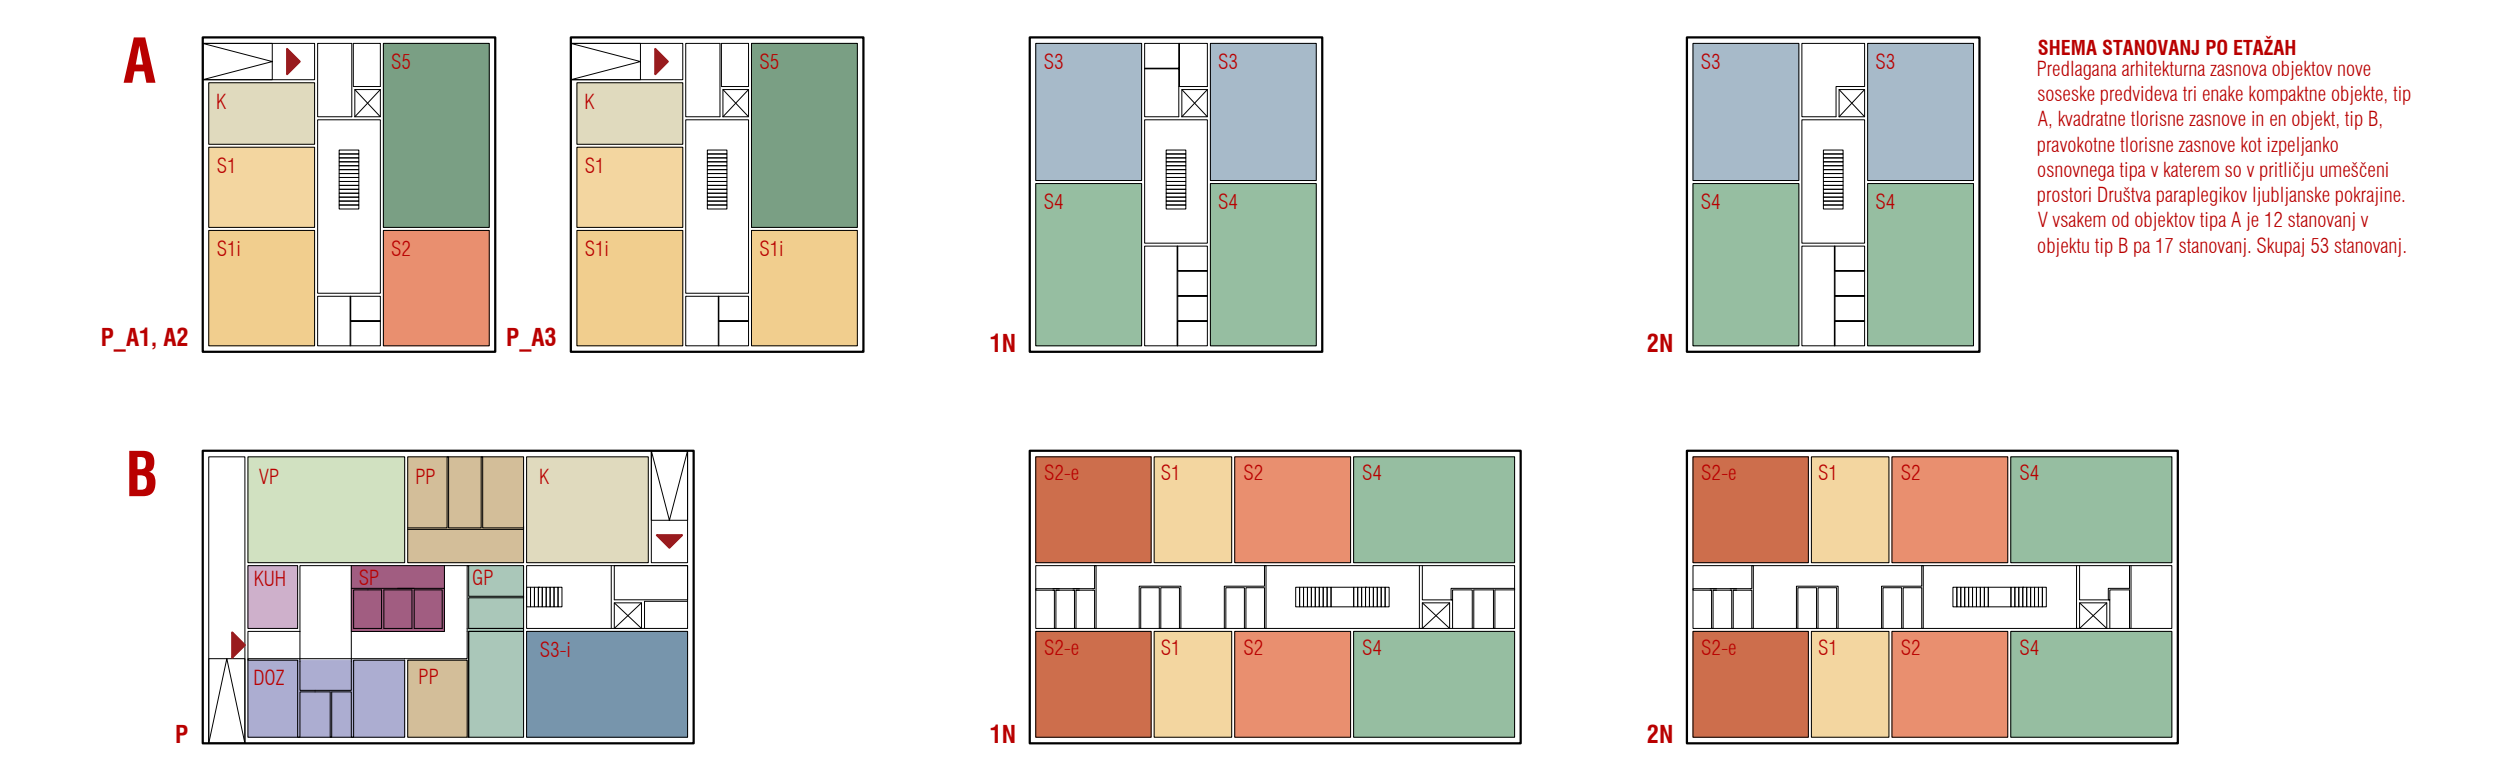 A
S5
K
S1
S1i
S2
P_A1, A2
S5
K
S1
S1i
S1i
P_A3
S3
S3
S4
S4
1N
S3
S3
S4
S4
2N
SHEMA STANOVANJ PO ETAŽAH
Predlagana arhitekturna zasnova objektov nove
soseske predvideva tri enake kompaktne objekte, tip
A, kvadratne tlorisne zasnove in en objekt, tip B,
pravokotne tlorisne zasnove kot izpeljanko
osnovnega tipa v katerem so v pritličju umeščeni
prostori Društva paraplegikov ljubljanske pokrajine.
V vsakem od objektov tipa A je 12 stanovanj v
objektu tip B pa 17 stanovanj. Skupaj 53 stanovanj.
B
VP
PP
K
KUH
SP
GP
S3-i
DOZ
PP
P
S2-e
S1
S2
S4
S2-e
S1
S2
S4
1N
S2-e
S1
S2
S4
S2-e
S1
S2
S4
2N